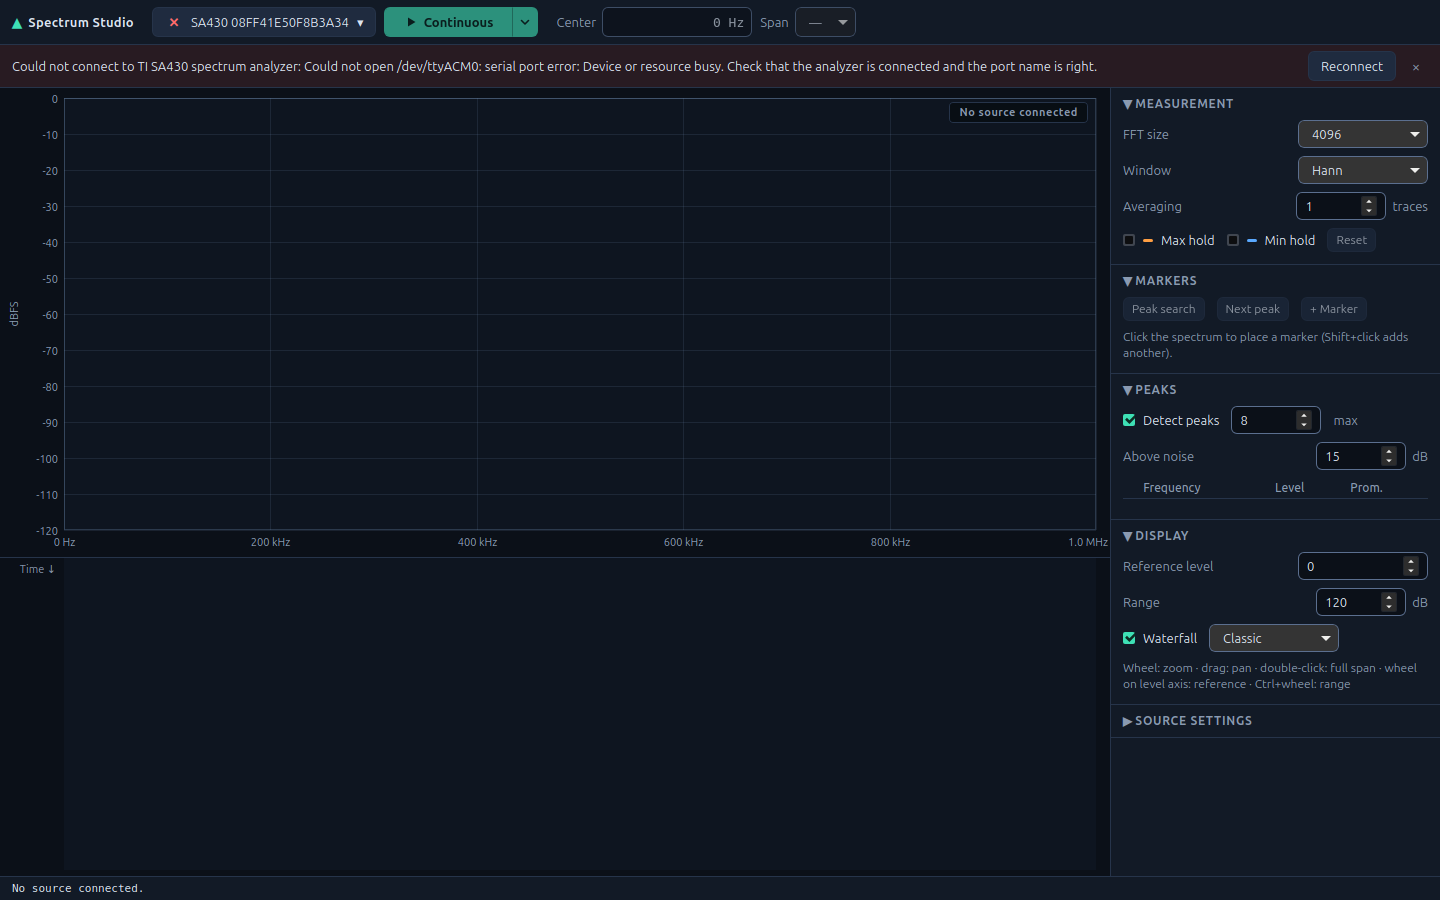 Spectrum Studio
SA430 08FF41E50F8B3A34
Continuous
Center
0 Hz
Span
—
Could not connect to TI SA430 spectrum analyzer: Could not open /dev/ttyACM0: serial port error: Device or resource busy. Check that the analyzer is connected and the port name is right.
Reconnect
×
No source connected
0
-10
-20
-30
-40
-50
-60
-70
-80
-90
-100
-110
-120
dBFS
0 Hz
200 kHz
400 kHz
600 kHz
800 kHz
1.0 MHz
Time ↓
MEASUREMENT
FFT size
4096
Window
Hann
Averaging
1
traces
Max hold
Min hold
Reset
MARKERS
Peak search
Next peak
+ Marker
Click the spectrum to place a marker (Shift+click adds
another).
PEAKS
Detect peaks
8
max
Above noise
15
dB
Frequency
Level
Prom.
DISPLAY
Reference level
0
Range
120
dB
Waterfall
Classic
Wheel: zoom · drag: pan · double-click: full span · wheel
on level axis: reference · Ctrl+wheel: range
SOURCE SETTINGS
No source connected.